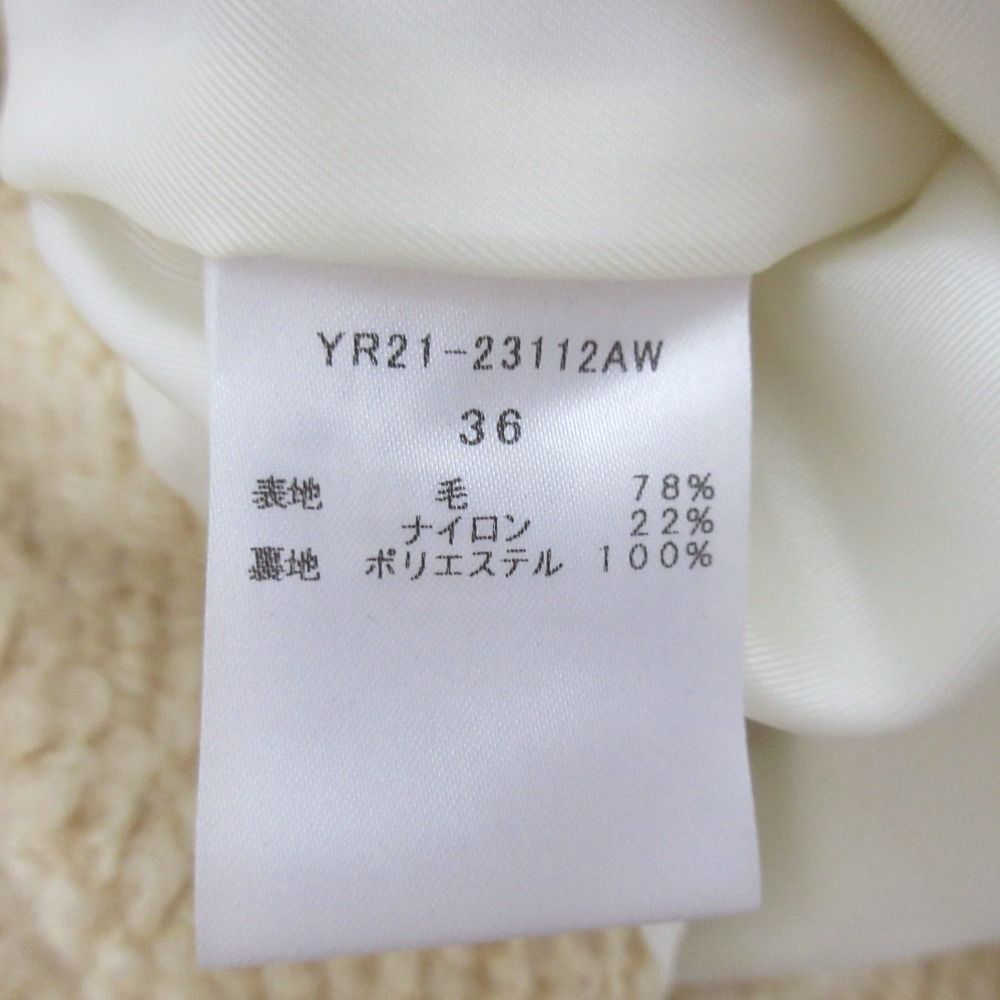 YR21-23112AW
36
表地 毛 78%
ナイロン 22%
裏地 ポリエステル 100%